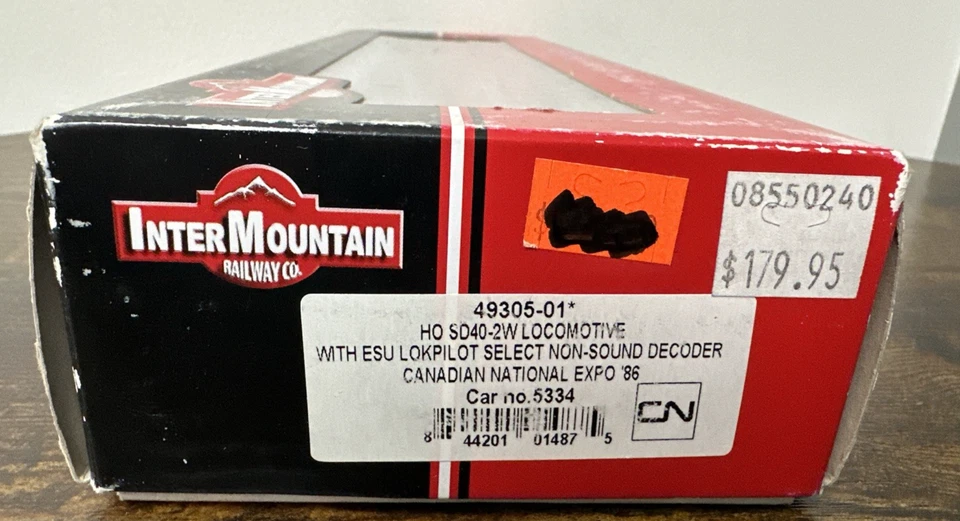 INTERMOUNTAIN
RAILWAY CO.
08550240
$179.95
49305-01*
HO SD40-2W LOCOMOTIVE
WITH ESU LOKPILOT SELECT NON-SOUND DECODER
CANADIAN NATIONAL EXPO '86
Car no.5334
8 44201 01487 5
CN